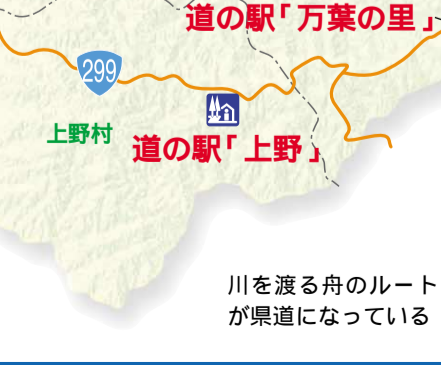 道の駅「万葉の里」
299
上野村
道の駅「上野」
川を渡る舟のルート
が県道になっている